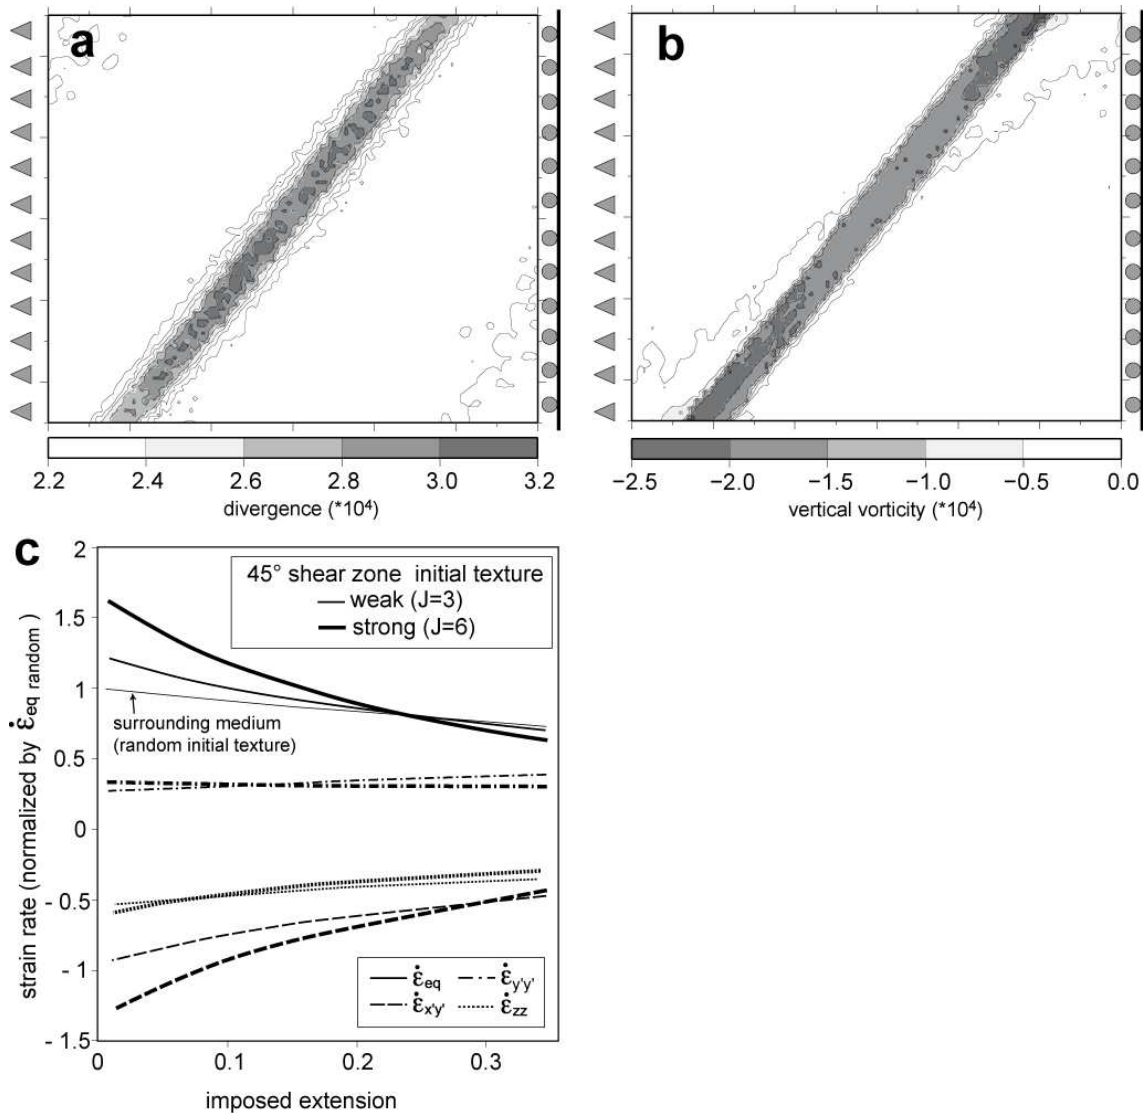 a
b
2.2 2.4 2.6 2.8 3.0 3.2
divergence (*10⁴)
−2.5 −2.0 −1.5 −1.0 −0.5 0.0
vertical vorticity (*10⁴)
c
45° shear zone initial texture
weak (J=3)
strong (J=6)
surrounding medium
(random initial texture)
2
1.5
1
0.5
0
- 0.5
- 1
- 1.5
strain rate (normalized by ε̇eq random )
ε̇eq ε̇y'y'
ε̇x'y' ε̇zz
0 0.1 0.2 0.3
imposed extension